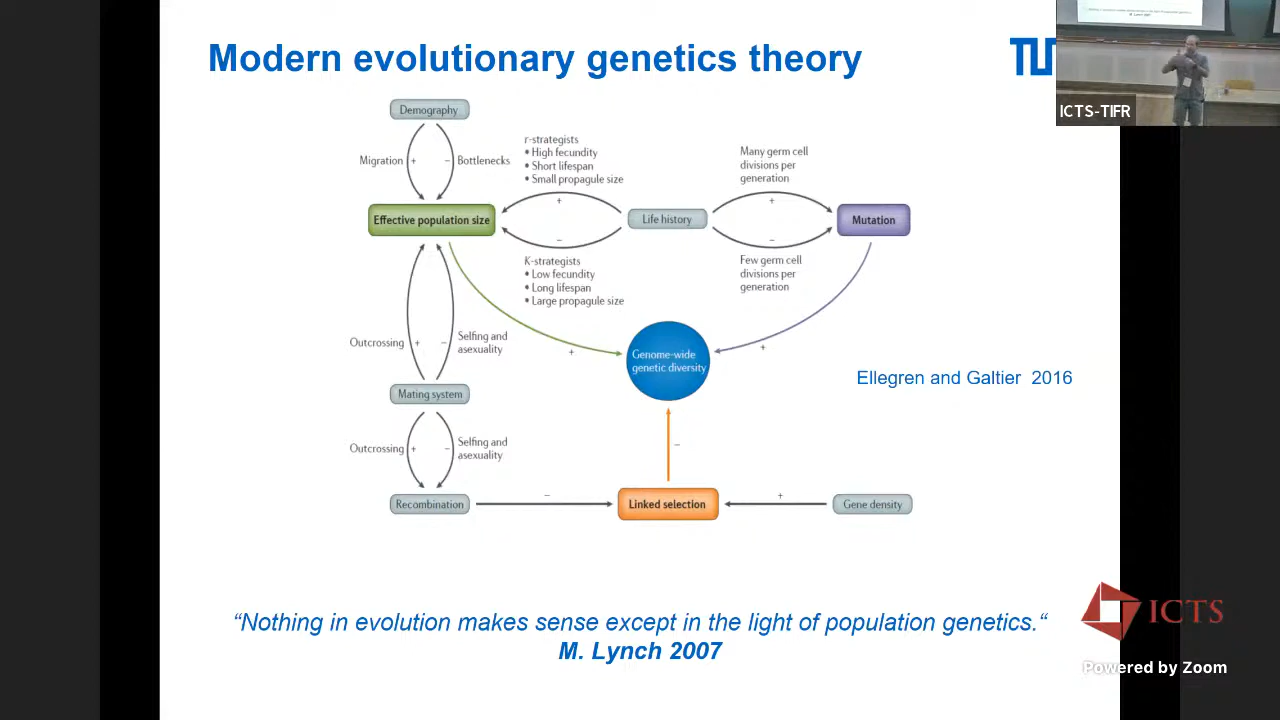 Modern evolutionary genetics theory
ICTS-TIFR
M. Lynch 2007
Demography
Migration
+
−
Bottlenecks
r-strategists
• High fecundity
• Short lifespan
• Small propagule size
+
Many germ cell
divisions per
generation
+
Effective population size
Life history
Mutation
−
K-strategists
• Low fecundity
• Long lifespan
• Large propagule size
−
Few germ cell
divisions per
generation
Outcrossing
+
−
Selfing and
asexuality
+
+
Genome-wide
genetic diversity
Ellegren and Galtier 2016
Mating system
Outcrossing
+
−
Selfing and
asexuality
−
Recombination
−
Linked selection
+
Gene density
“Nothing in evolution makes sense except in the light of population genetics.“
M. Lynch 2007
ICTS
Powered by Zoom